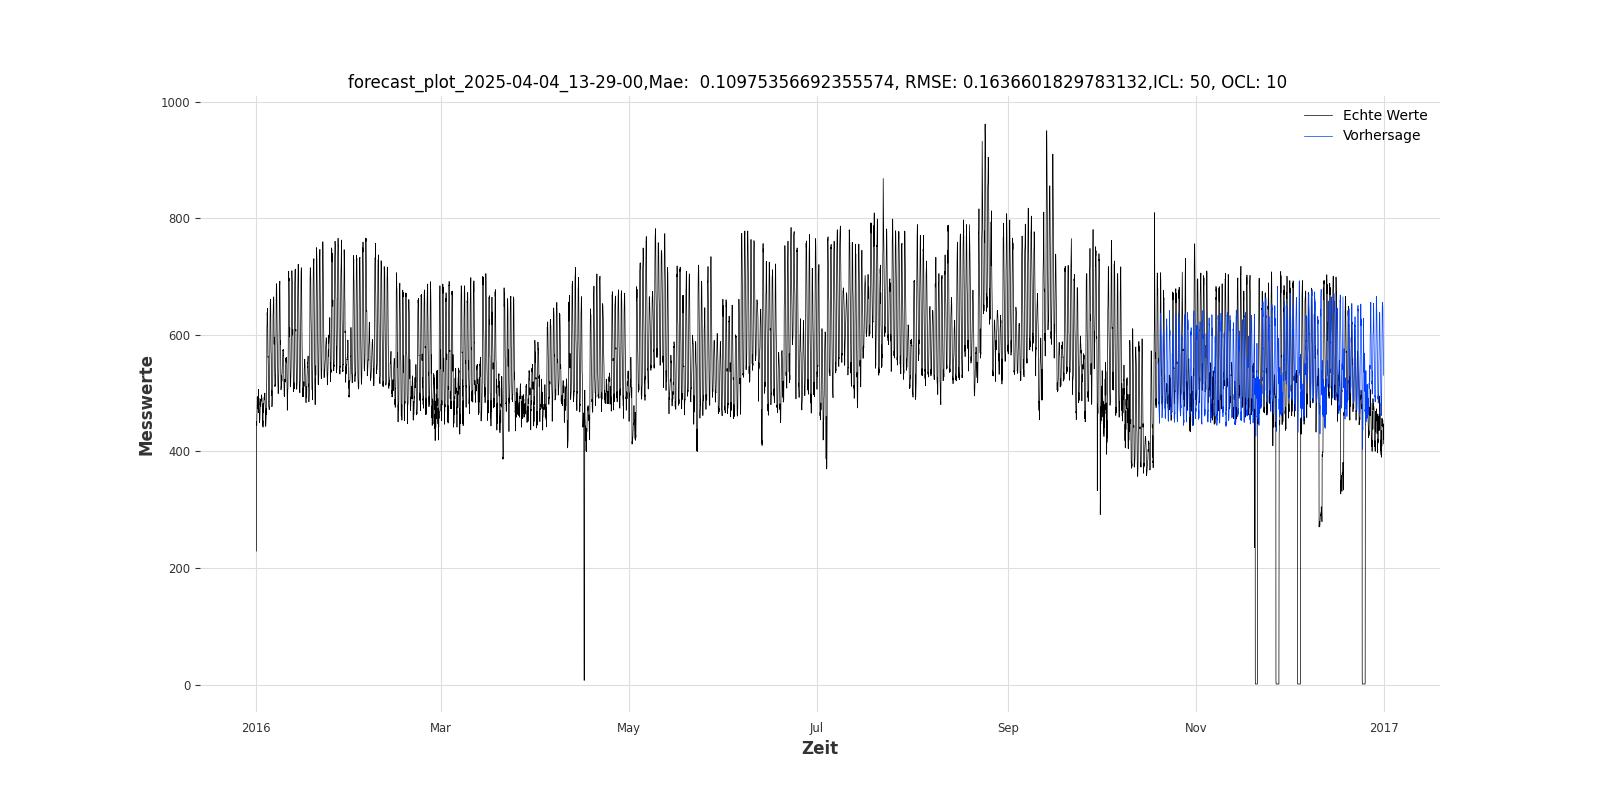 forecast_plot_2025-04-04_13-29-00,Mae:  0.10975356692355574, RMSE: 0.1636601829783132,ICL: 50, OCL: 10
1000
800
600
400
200
0
Messwerte
Echte Werte
Vorhersage
2016
Mar
May
Jul
Sep
Nov
2017
Zeit